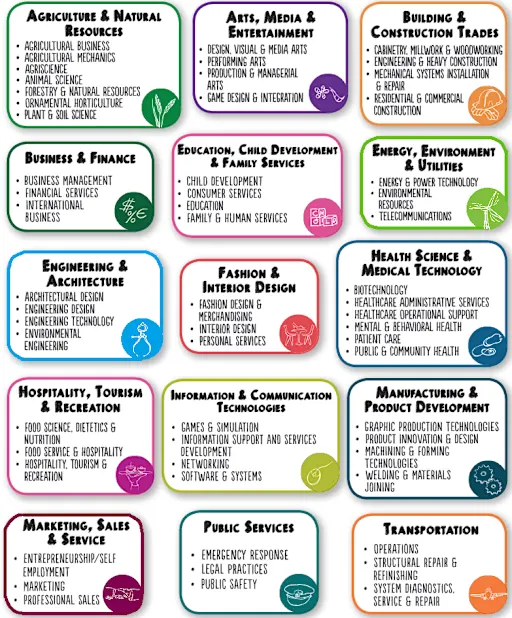 AGRICULTURE & NATURAL
RESOURCES
• AGRICULTURAL BUSINESS
• AGRICULTURAL MECHANICS
• AGRISCIENCE
• ANIMAL SCIENCE
• FORESTRY & NATURAL RESOURCES
• ORNAMENTAL HORTICULTURE
• PLANT & SOIL SCIENCE
ARTS, MEDIA &
ENTERTAINMENT
• DESIGN, VISUAL & MEDIA ARTS
• PERFORMING ARTS
• PRODUCTION & MANAGERIAL
ARTS
• GAME DESIGN & INTEGRATION
BUILDING &
CONSTRUCTION TRADES
• CABINETRY, MILLWORK & WOODWORKING
• ENGINEERING & HEAVY CONSTRUCTION
• MECHANICAL SYSTEMS INSTALLATION
& REPAIR
• RESIDENTIAL & COMMERCIAL
CONSTRUCTION
BUSINESS & FINANCE
• BUSINESS MANAGEMENT
• FINANCIAL SERVICES
• INTERNATIONAL
BUSINESS
$%€
EDUCATION, CHILD DEVELOPMENT
& FAMILY SERVICES
• CHILD DEVELOPMENT
• CONSUMER SERVICES
• EDUCATION
• FAMILY & HUMAN SERVICES
ENERGY, ENVIRONMENT
& UTILITIES
• ENERGY & POWER TECHNOLOGY
• ENVIRONMENTAL
RESOURCES
• TELECOMMUNICATIONS
ENGINEERING &
ARCHITECTURE
• ARCHITECTURAL DESIGN
• ENGINEERING DESIGN
• ENGINEERING TECHNOLOGY
• ENVIRONMENTAL
ENGINEERING
FASHION &
INTERIOR DESIGN
• FASHION DESIGN &
MERCHANDISING
• INTERIOR DESIGN
• PERSONAL SERVICES
HEALTH SCIENCE &
MEDICAL TECHNOLOGY
• BIOTECHNOLOGY
• HEALTHCARE ADMINISTRATIVE SERVICES
• HEALTHCARE OPERATIONAL SUPPORT
• MENTAL & BEHAVIORAL HEALTH
• PATIENT CARE
• PUBLIC & COMMUNITY HEALTH
HOSPITALITY, TOURISM
& RECREATION
• FOOD SCIENCE, DIETETICS &
NUTRITION
• FOOD SERVICE & HOSPITALITY
• HOSPITALITY, TOURISM &
RECREATION
INFORMATION & COMMUNICATION
TECHNOLOGIES
• GAMES & SIMULATION
• INFORMATION SUPPORT AND SERVICES
DEVELOPMENT
• NETWORKING
• SOFTWARE & SYSTEMS
MANUFACTURING &
PRODUCT DEVELOPMENT
• GRAPHIC PRODUCTION TECHNOLOGIES
• PRODUCT INNOVATION & DESIGN
• MACHINING & FORMING
TECHNOLOGIES
• WELDING & MATERIALS
JOINING
MARKETING, SALES
& SERVICE
• ENTREPRENEURSHIP/SELF
EMPLOYMENT
• MARKETING
• PROFESSIONAL SALES
PUBLIC SERVICES
• EMERGENCY RESPONSE
• LEGAL PRACTICES
• PUBLIC SAFETY
TRANSPORTATION
• OPERATIONS
• STRUCTURAL REPAIR &
REFINISHING
• SYSTEM DIAGNOSTICS,
SERVICE & REPAIR